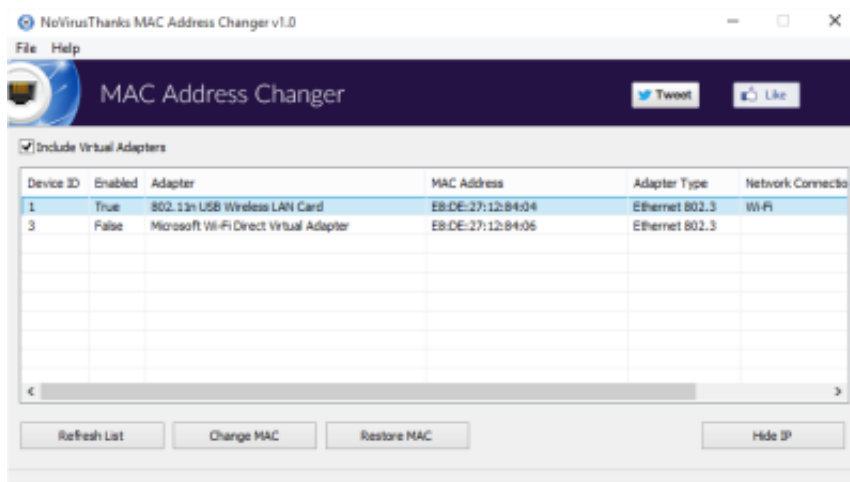 NoVirusThanks MAC Address Changer v1.0
File Help
MAC Address Changer
Tweet
Like
Include Virtual Adapters
Device ID Enabled Adapter MAC Address Adapter Type Network Connectio
1 True 802.11n USB Wireless LAN Card E8:DE:27:12:84:04 Ethernet 802.3 Wi-Fi
3 False Microsoft Wi-Fi Direct Virtual Adapter E8:DE:27:12:84:06 Ethernet 802.3
Refresh List Change MAC Restore MAC Hide IP